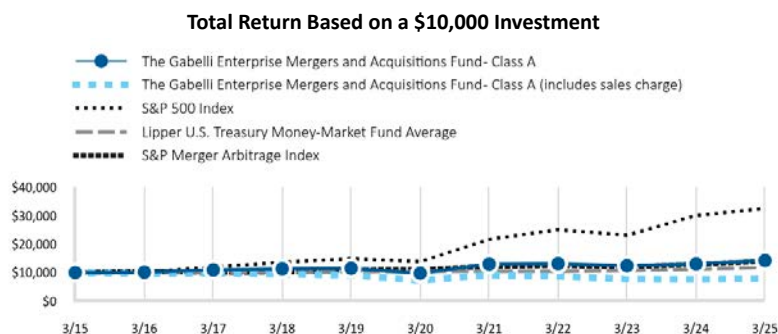 Total Return Based on a $10,000 Investment
The Gabelli Enterprise Mergers and Acquisitions Fund- Class A
The Gabelli Enterprise Mergers and Acquisitions Fund- Class A (includes sales charge)
S&P 500 Index
Lipper U.S. Treasury Money-Market Fund Average
S&P Merger Arbitrage Index
$40,000
$30,000
$20,000
$10,000
$0
3/15 3/16 3/17 3/18 3/19 3/20 3/21 3/22 3/23 3/24 3/25